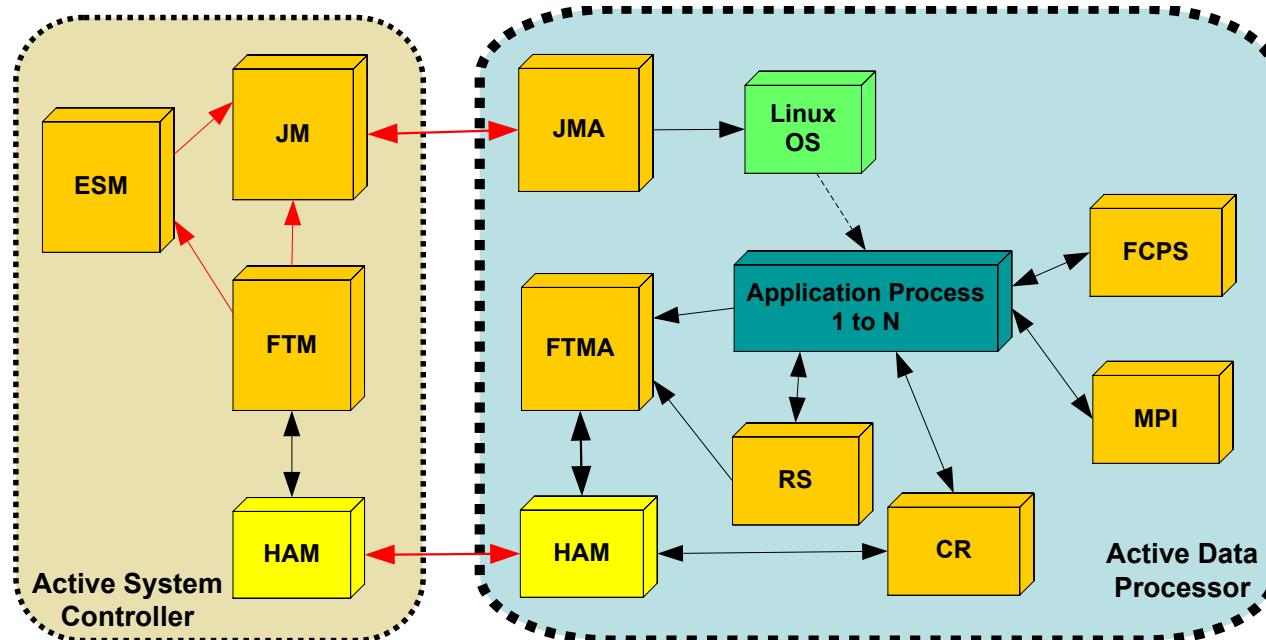 ESM
JM
FTM
HAM
Active System
Controller
JMA
Linux
OS
Application Process
1 to N
FCPS
FTMA
MPI
RS
HAM
CR
Active Data
Processor